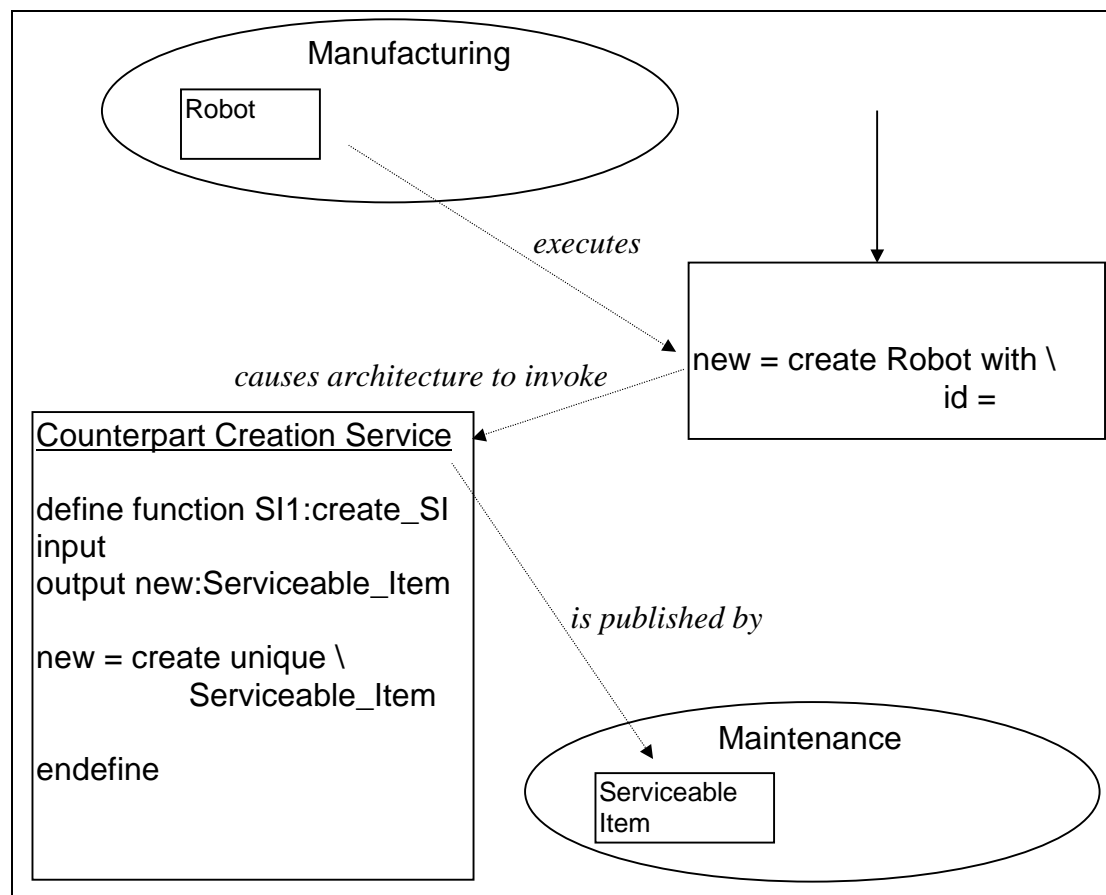 Manufacturing
Robot
executes
new = create Robot with \
id =
causes architecture to invoke
Counterpart Creation Service
define function SI1:create_SI
input
output new:Serviceable_Item
new = create unique \
Serviceable_Item
endefine
is published by
Maintenance
Serviceable
Item